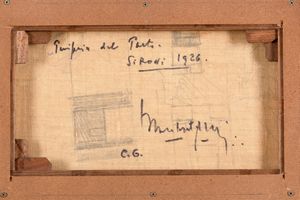 Periferia del Porto.
SIRONI 1926.
C.G.